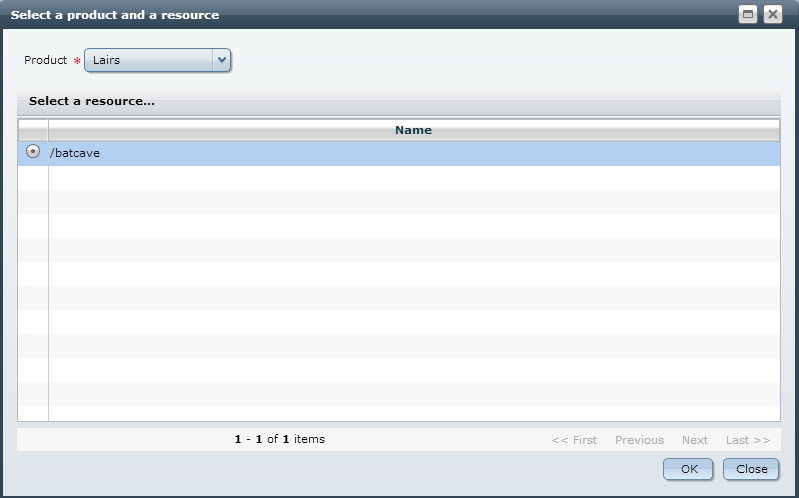 Select a product and a resource
Product * Lairs
Select a resource...
Name
/batcave
1 - 1 of 1 items << First Previous Next Last >>
OK Close